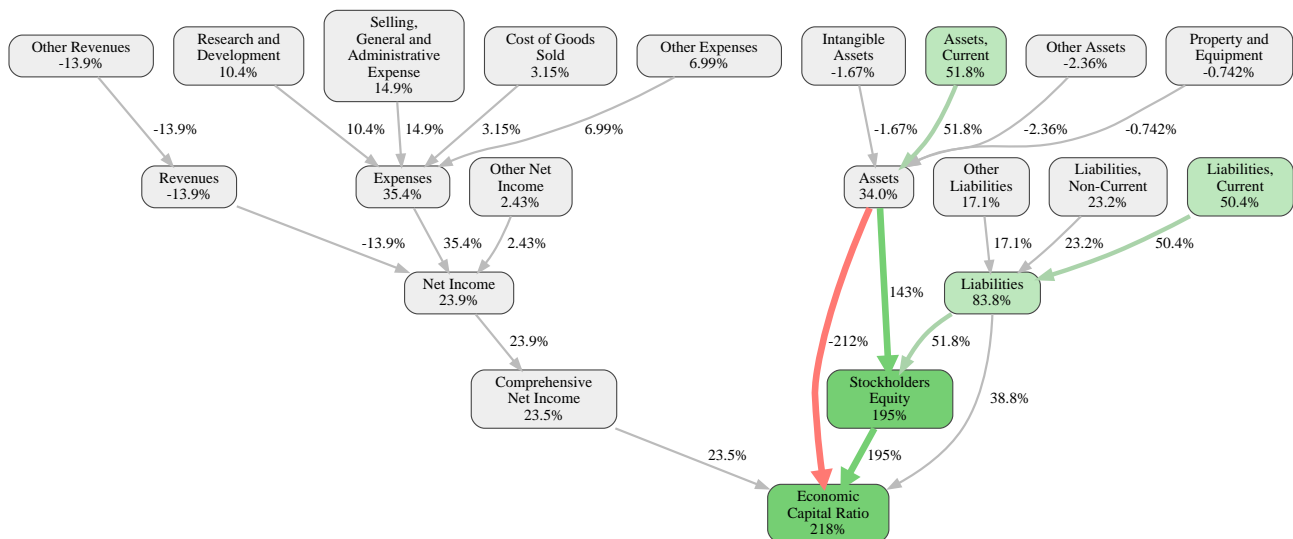 Other Revenues
-13.9%
Research and
Development
10.4%
Selling,
General and
Administrative
Expense
14.9%
Cost of Goods
Sold
3.15%
Other Expenses
6.99%
Intangible
Assets
-1.67%
Assets,
Current
51.8%
Other Assets
-2.36%
Property and
Equipment
-0.742%
-13.9%
10.4%
14.9%
3.15%
6.99%
-1.67%
51.8%
-2.36%
-0.742%
Revenues
-13.9%
Expenses
35.4%
Other Net
Income
2.43%
Assets
34.0%
Other
Liabilities
17.1%
Liabilities,
Non-Current
23.2%
Liabilities,
Current
50.4%
-13.9%
35.4%
2.43%
17.1%
23.2%
50.4%
Net Income
23.9%
143%
Liabilities
83.8%
23.9%
-212%
51.8%
Comprehensive
Net Income
23.5%
Stockholders
Equity
195%
38.8%
23.5%
195%
Economic
Capital Ratio
218%